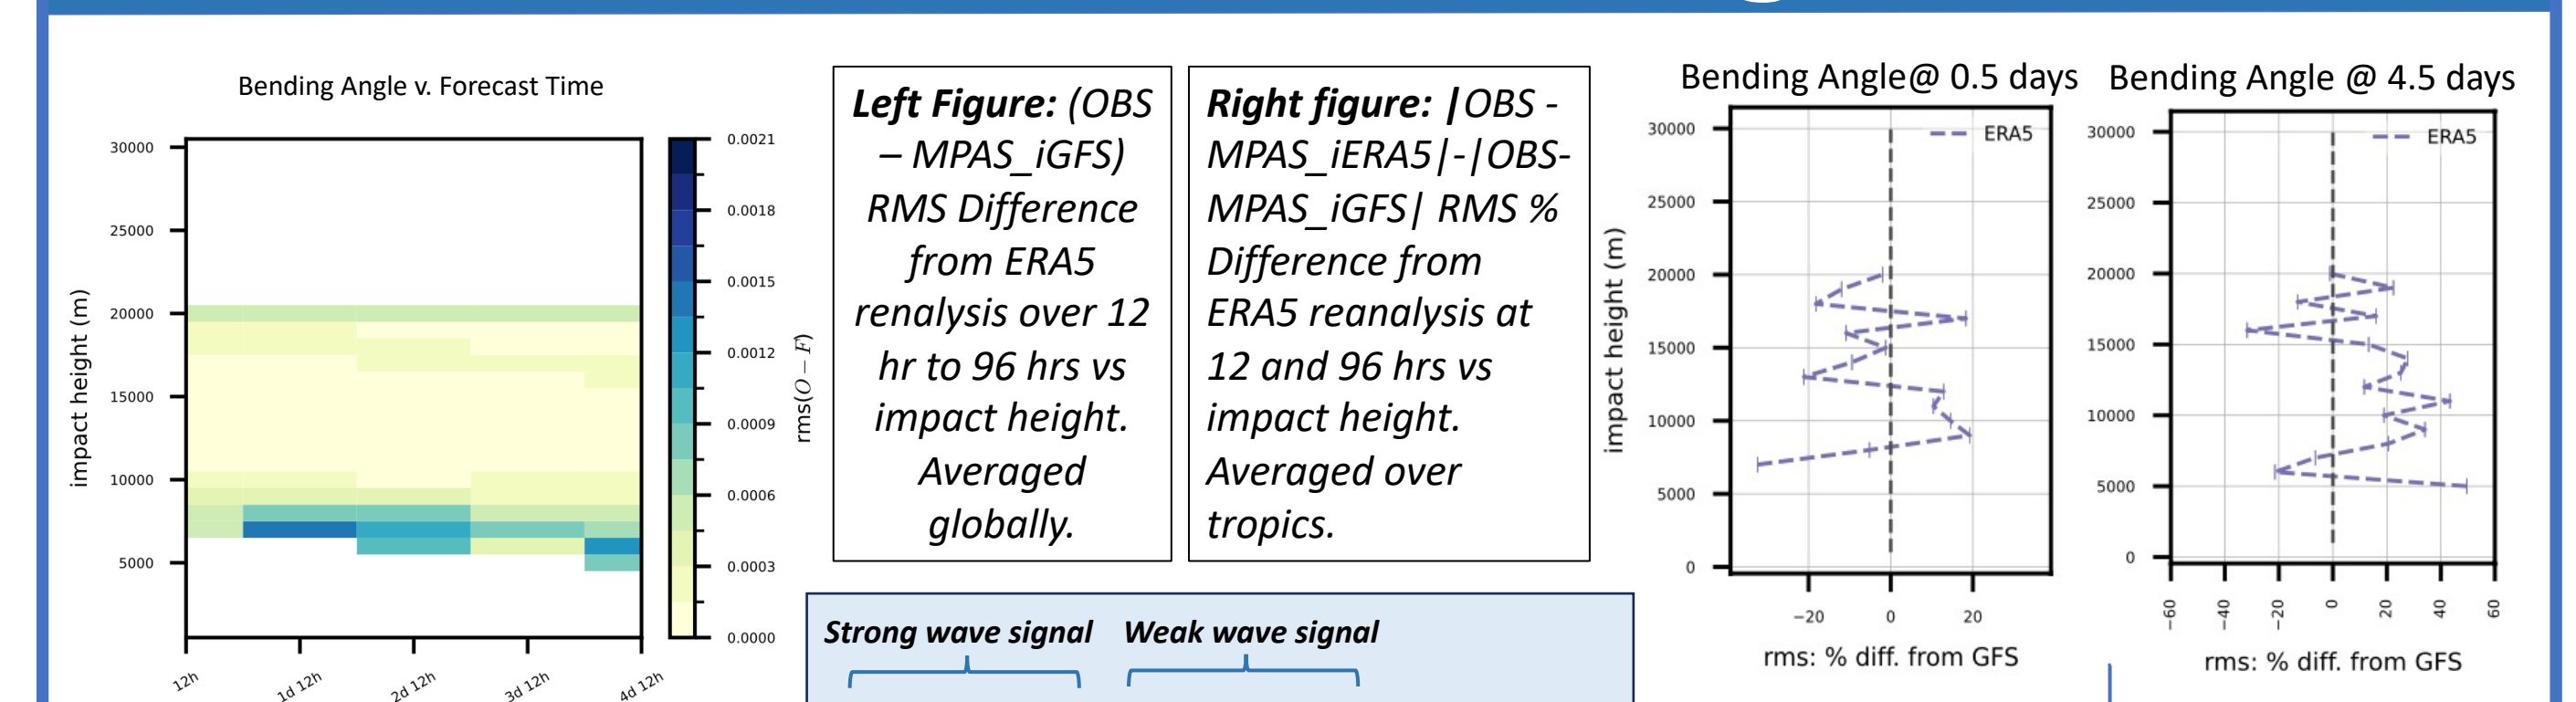 Bending Angle v. Forecast Time
30000
25000
20000
15000
10000
5000
impact height (m)
12h
1d 12h
2d 12h
3d 12h
4d 12h
0.0021
0.0018
0.0015
0.0012
0.0009
0.0006
0.0003
0.0000
rms(O − F)
Left Figure: (OBS
– MPAS_iGFS)
RMS Difference
from ERA5
renalysis over 12
hr to 96 hrs vs
impact height.
Averaged
globally.
Right figure: |OBS -
MPAS_iERA5|-|OBS-
MPAS_iGFS| RMS %
Difference from
ERA5 reanalysis at
12 and 96 hrs vs
impact height.
Averaged over
tropics.
Strong wave signal
Weak wave signal
Bending Angle@ 0.5 days
ERA5
30000
25000
20000
15000
10000
5000
0
impact height (m)
−20
0
20
rms: % diff. from GFS
Bending Angle @ 4.5 days
ERA5
30000
25000
20000
15000
10000
5000
0
impact height (m)
−60
−40
−20
0
20
40
60
rms: % diff. from GFS